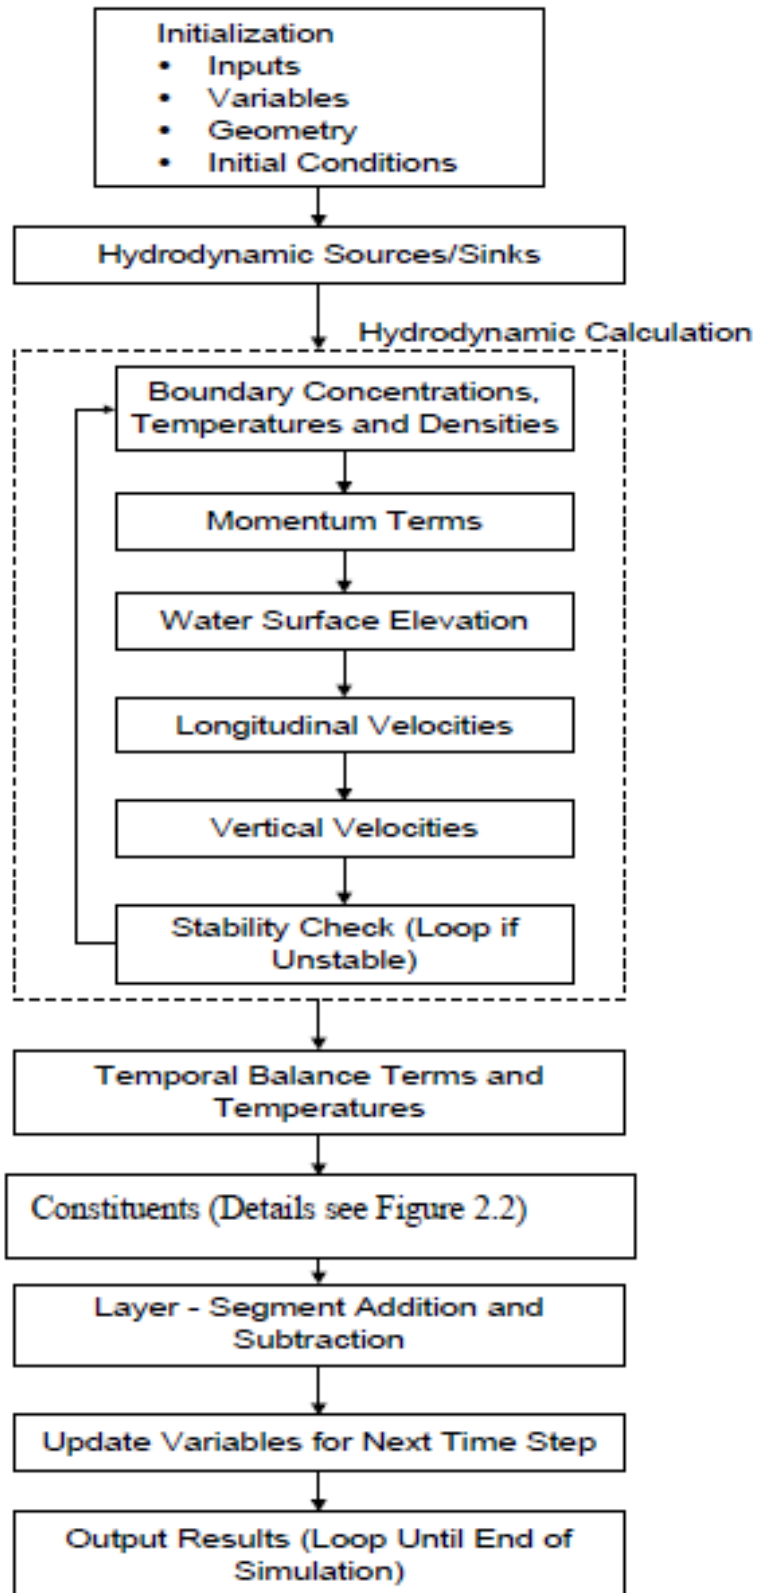 Initialization
• Inputs
• Variables
• Geometry
• Initial Conditions
Hydrodynamic Sources/Sinks
Hydrodynamic Calculation
Boundary Concentrations,
Temperatures and Densities
Momentum Terms
Water Surface Elevation
Longitudinal Velocities
Vertical Velocities
Stability Check (Loop if
Unstable)
Temporal Balance Terms and
Temperatures
Constituents (Details see Figure 2.2)
Layer - Segment Addition and
Subtraction
Update Variables for Next Time Step
Output Results (Loop Until End of
Simulation)